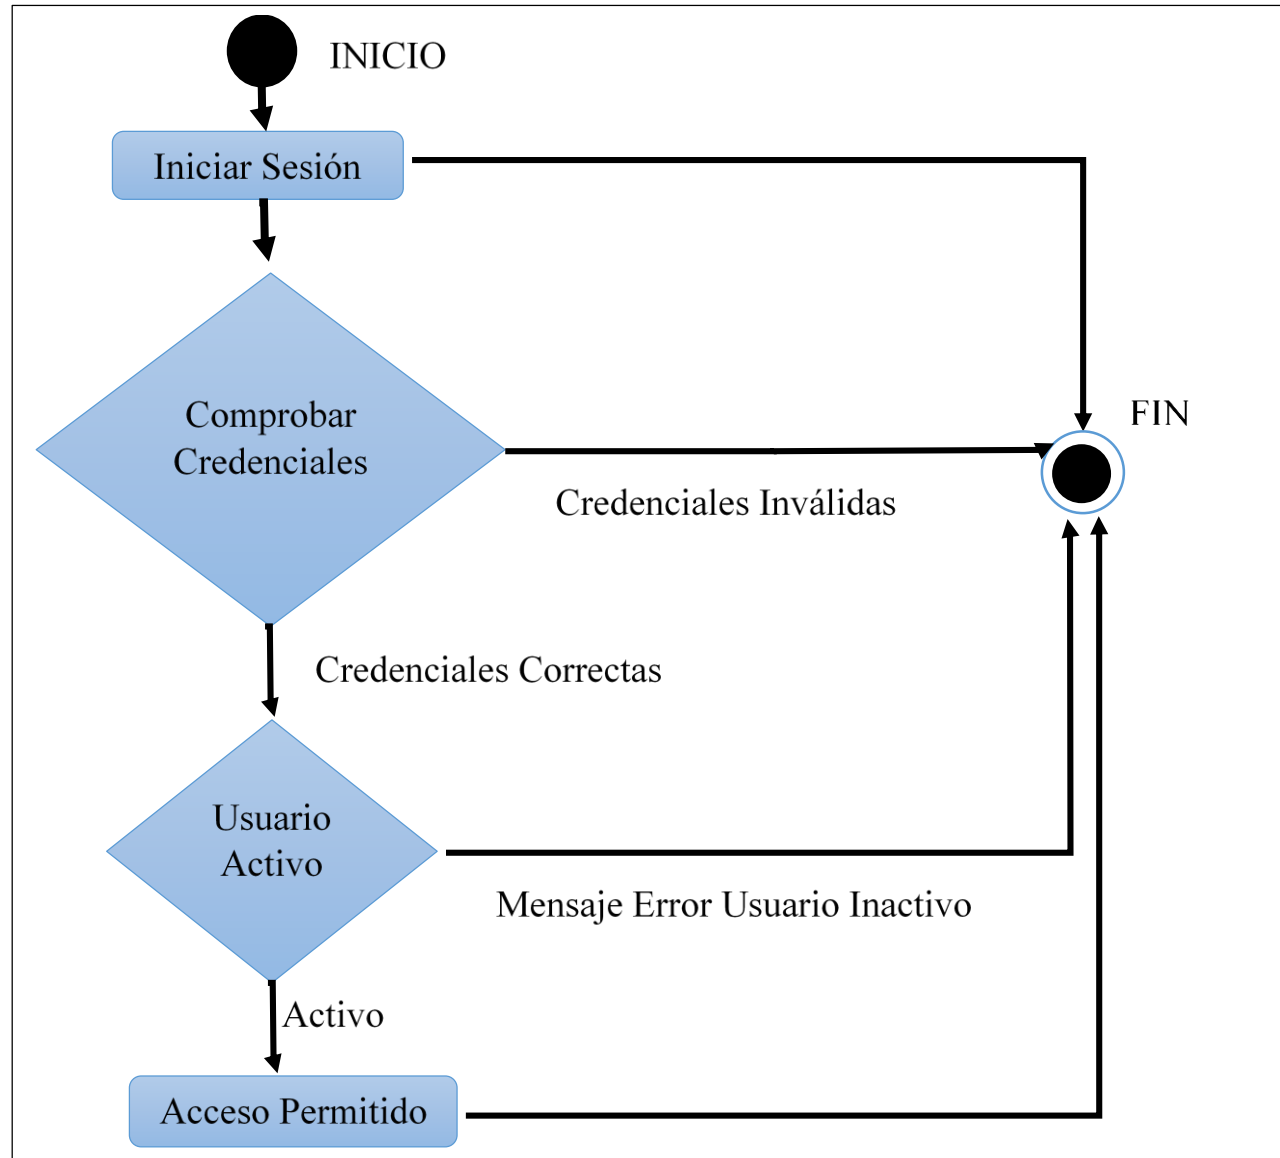 INICIO
Iniciar Sesión
FIN
Comprobar
Credenciales
Credenciales Inválidas
Credenciales Correctas
Usuario
Activo
Mensaje Error Usuario Inactivo
Activo
Acceso Permitido